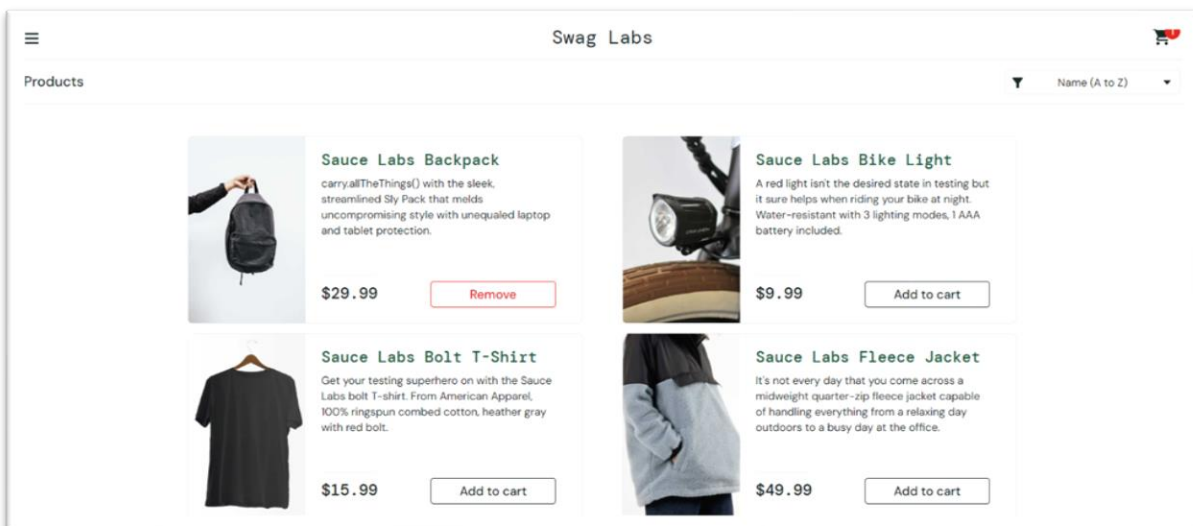 Swag Labs
1
Products
Name (A to Z)
Sauce Labs Backpack
carry.allTheThings() with the sleek,
streamlined Sly Pack that melds
uncompromising style with unequaled laptop
and tablet protection.
$29.99
Remove
Sauce Labs Bike Light
A red light isn't the desired state in testing but
it sure helps when riding your bike at night.
Water-resistant with 3 lighting modes, 1 AAA
battery included.
$9.99
Add to cart
Sauce Labs Bolt T-Shirt
Get your testing superhero on with the Sauce
Labs bolt T-shirt. From American Apparel,
100% ringspun combed cotton, heather gray
with red bolt.
$15.99
Add to cart
Sauce Labs Fleece Jacket
It's not every day that you come across a
midweight quarter-zip fleece jacket capable
of handling everything from a relaxing day
outdoors to a busy day at the office.
$49.99
Add to cart